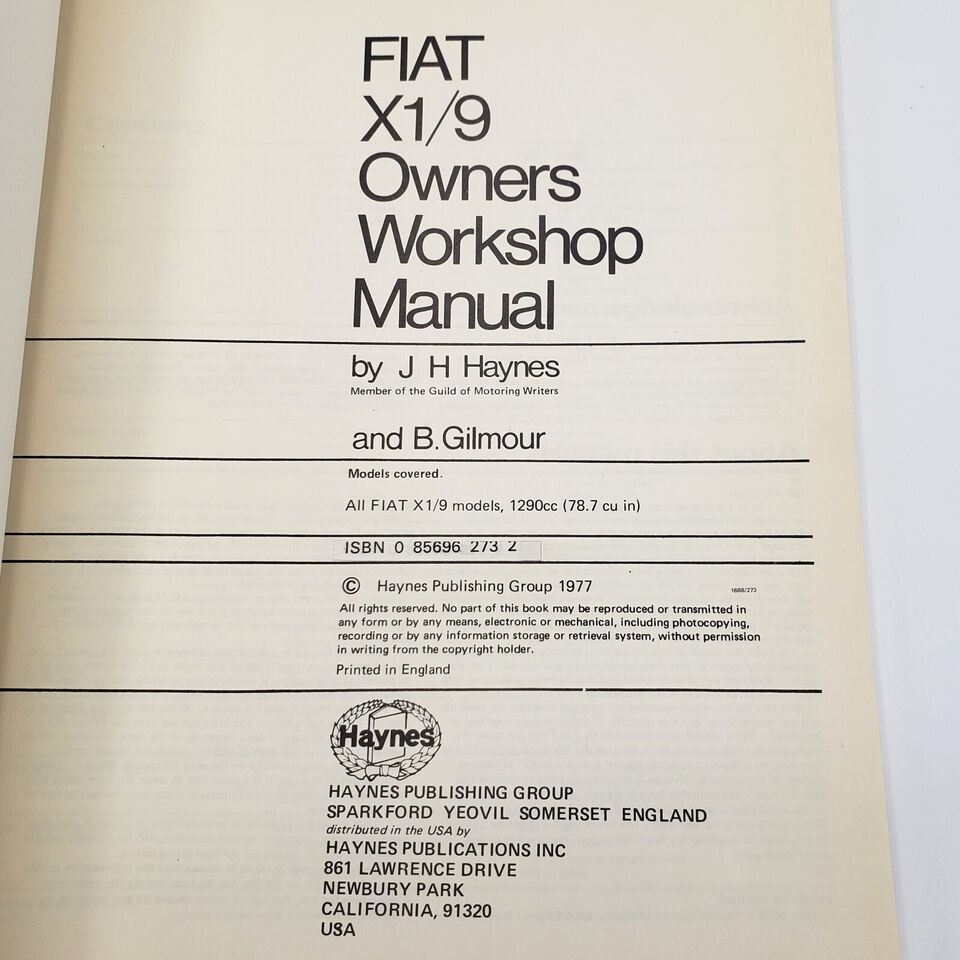 FIAT
X1/9
Owners
Workshop
Manual
by J H Haynes
Member of the Guild of Motoring Writers
and B.Gilmour
Models covered.
All FIAT X1/9 models, 1290cc (78.7 cu in)
ISBN 0 85696 273 2
© Haynes Publishing Group 1977
1688/273
All rights reserved. No part of this book may be reproduced or transmitted in
any form or by any means, electronic or mechanical, including photocopying,
recording or by any information storage or retrieval system, without permission
in writing from the copyright holder.
Printed in England
Haynes
HAYNES PUBLISHING GROUP
SPARKFORD YEOVIL SOMERSET ENGLAND
distributed in the USA by
HAYNES PUBLICATIONS INC
861 LAWRENCE DRIVE
NEWBURY PARK
CALIFORNIA, 91320
USA